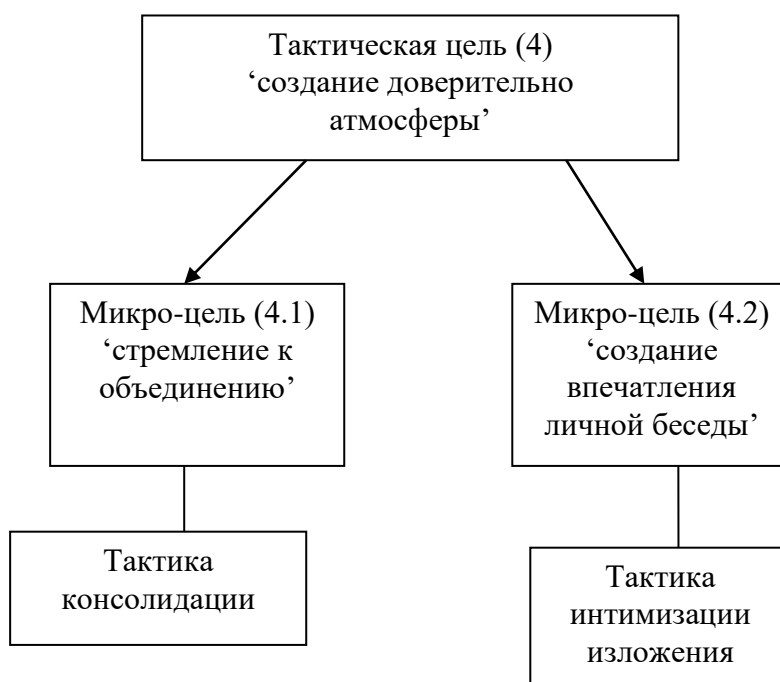 Тактическая цель (4)
‘создание доверительно
атмосферы’
Микро-цель (4.1)
‘стремление к
объединению’
Микро-цель (4.2)
‘создание
впечатления
личной беседы’
Тактика
консолидации
Тактика
интимизации
изложения